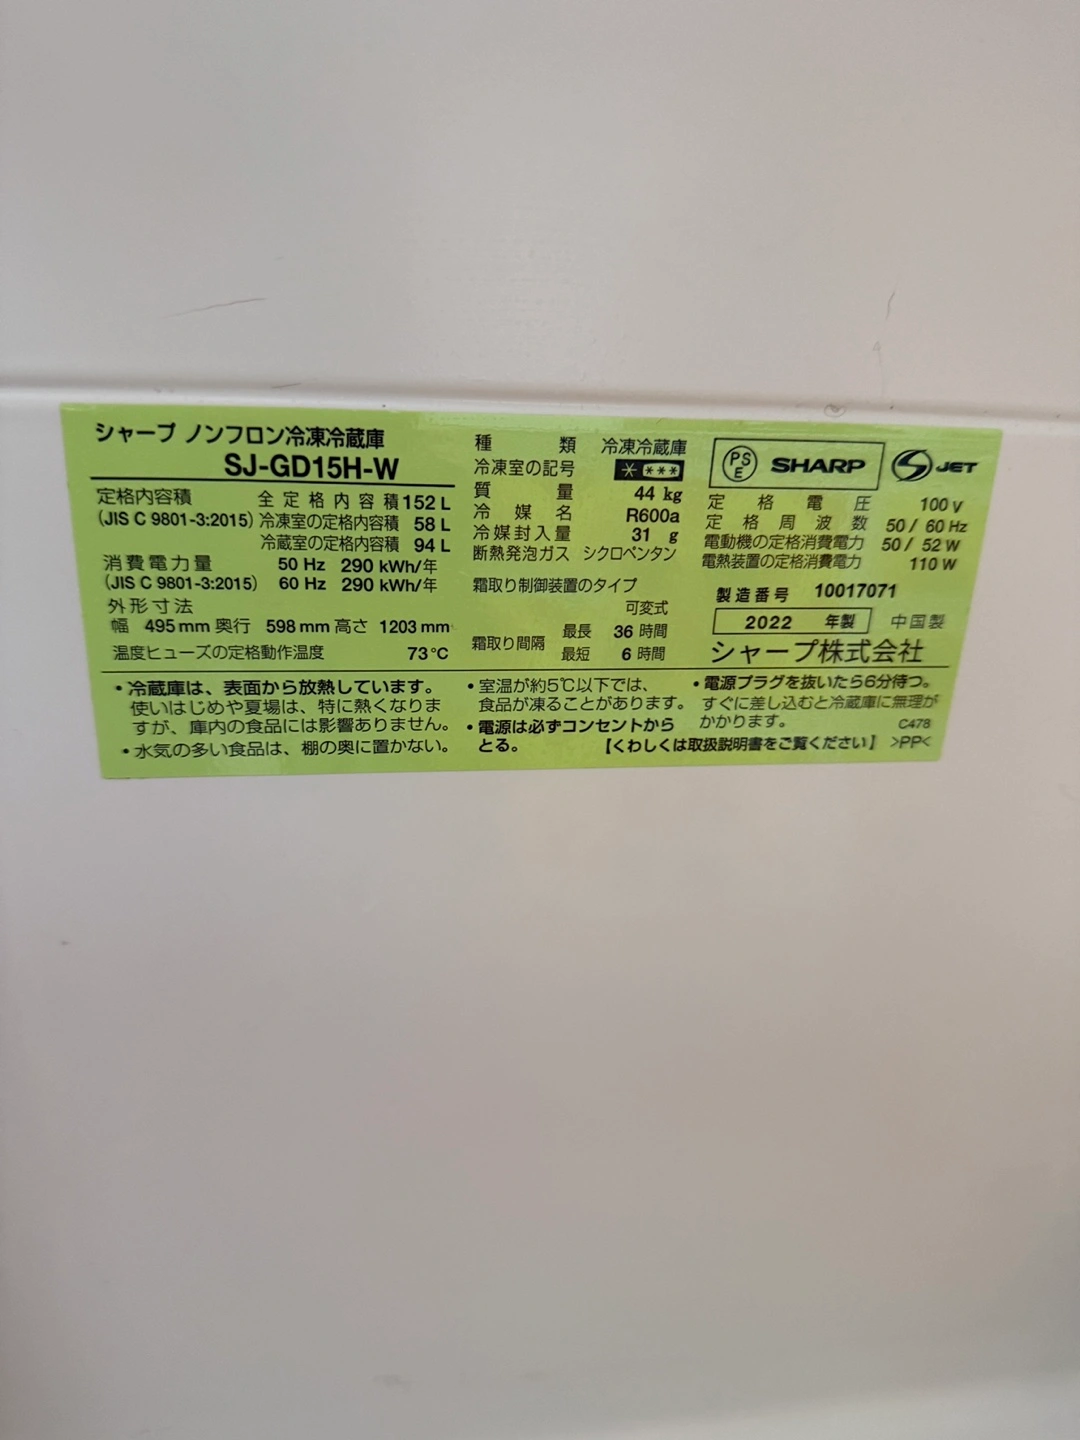 シャープ ノンフロン冷凍冷蔵庫
SJ-GD15H-W
定格内容積 全定格内容積 152 L
(JIS C 9801-3:2015) 冷凍室の定格内容積 58 L
冷蔵室の定格内容積 94 L
消費電力量 50 Hz 290 kWh/年
(JIS C 9801-3:2015) 60 Hz 290 kWh/年
外形寸法
幅 495 mm 奥行 598 mm 高さ 1203 mm
温度ヒューズの定格動作温度 73℃
種類 冷凍冷蔵庫
冷凍室の記号 * ***
質量 44 kg
冷媒名 R600a
冷媒封入量 31 g
断熱発泡ガス シクロペンタン
霜取り制御装置のタイプ
可変式
霜取り間隔 最長 36 時間
最短 6 時間
PSE SHARP S JET
定格電圧 100 V
定格周波数 50 / 60 Hz
電動機の定格消費電力 50 / 52 W
電熱装置の定格消費電力 110 W
製造番号 10017071
2022 年製 中国製
シャープ株式会社
・冷蔵庫は、表面から放熱しています。
使いはじめや夏場は、特に熱くなりま
すが、庫内の食品には影響ありません。
・水気の多い食品は、棚の奥に置かない。
・室温が約5℃以下では、
食品が凍ることがあります。
・電源は必ずコンセントから
とる。
・電源プラグを抜いたら6分待つ。
すぐに差し込むと冷蔵庫に無理が
かかります。 C478
【くわしくは取扱説明書をご覧ください】 >PP<